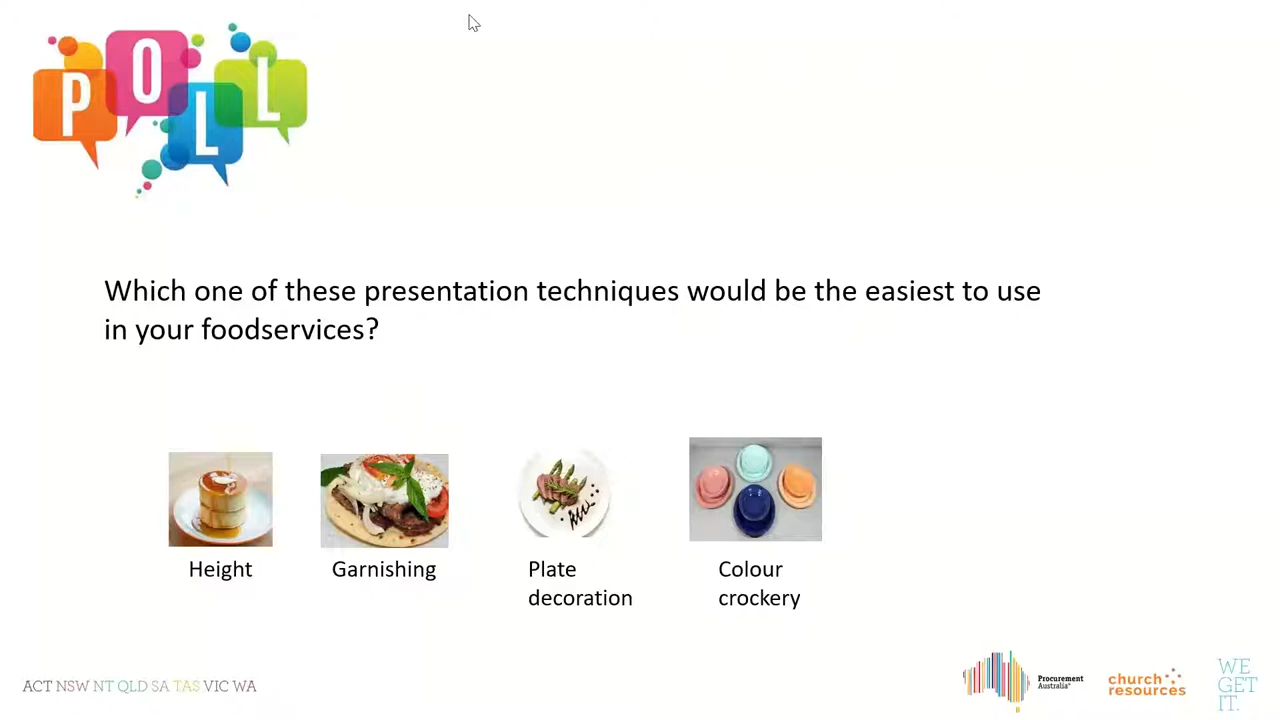 POLL
Which one of these presentation techniques would be the easiest to use
in your foodservices?
Height
Garnishing
Plate
decoration
Colour
crockery
ACT NSW NT QLD SA TAS VIC WA
Procurement
Australia
church
resources
WE
GET
IT.